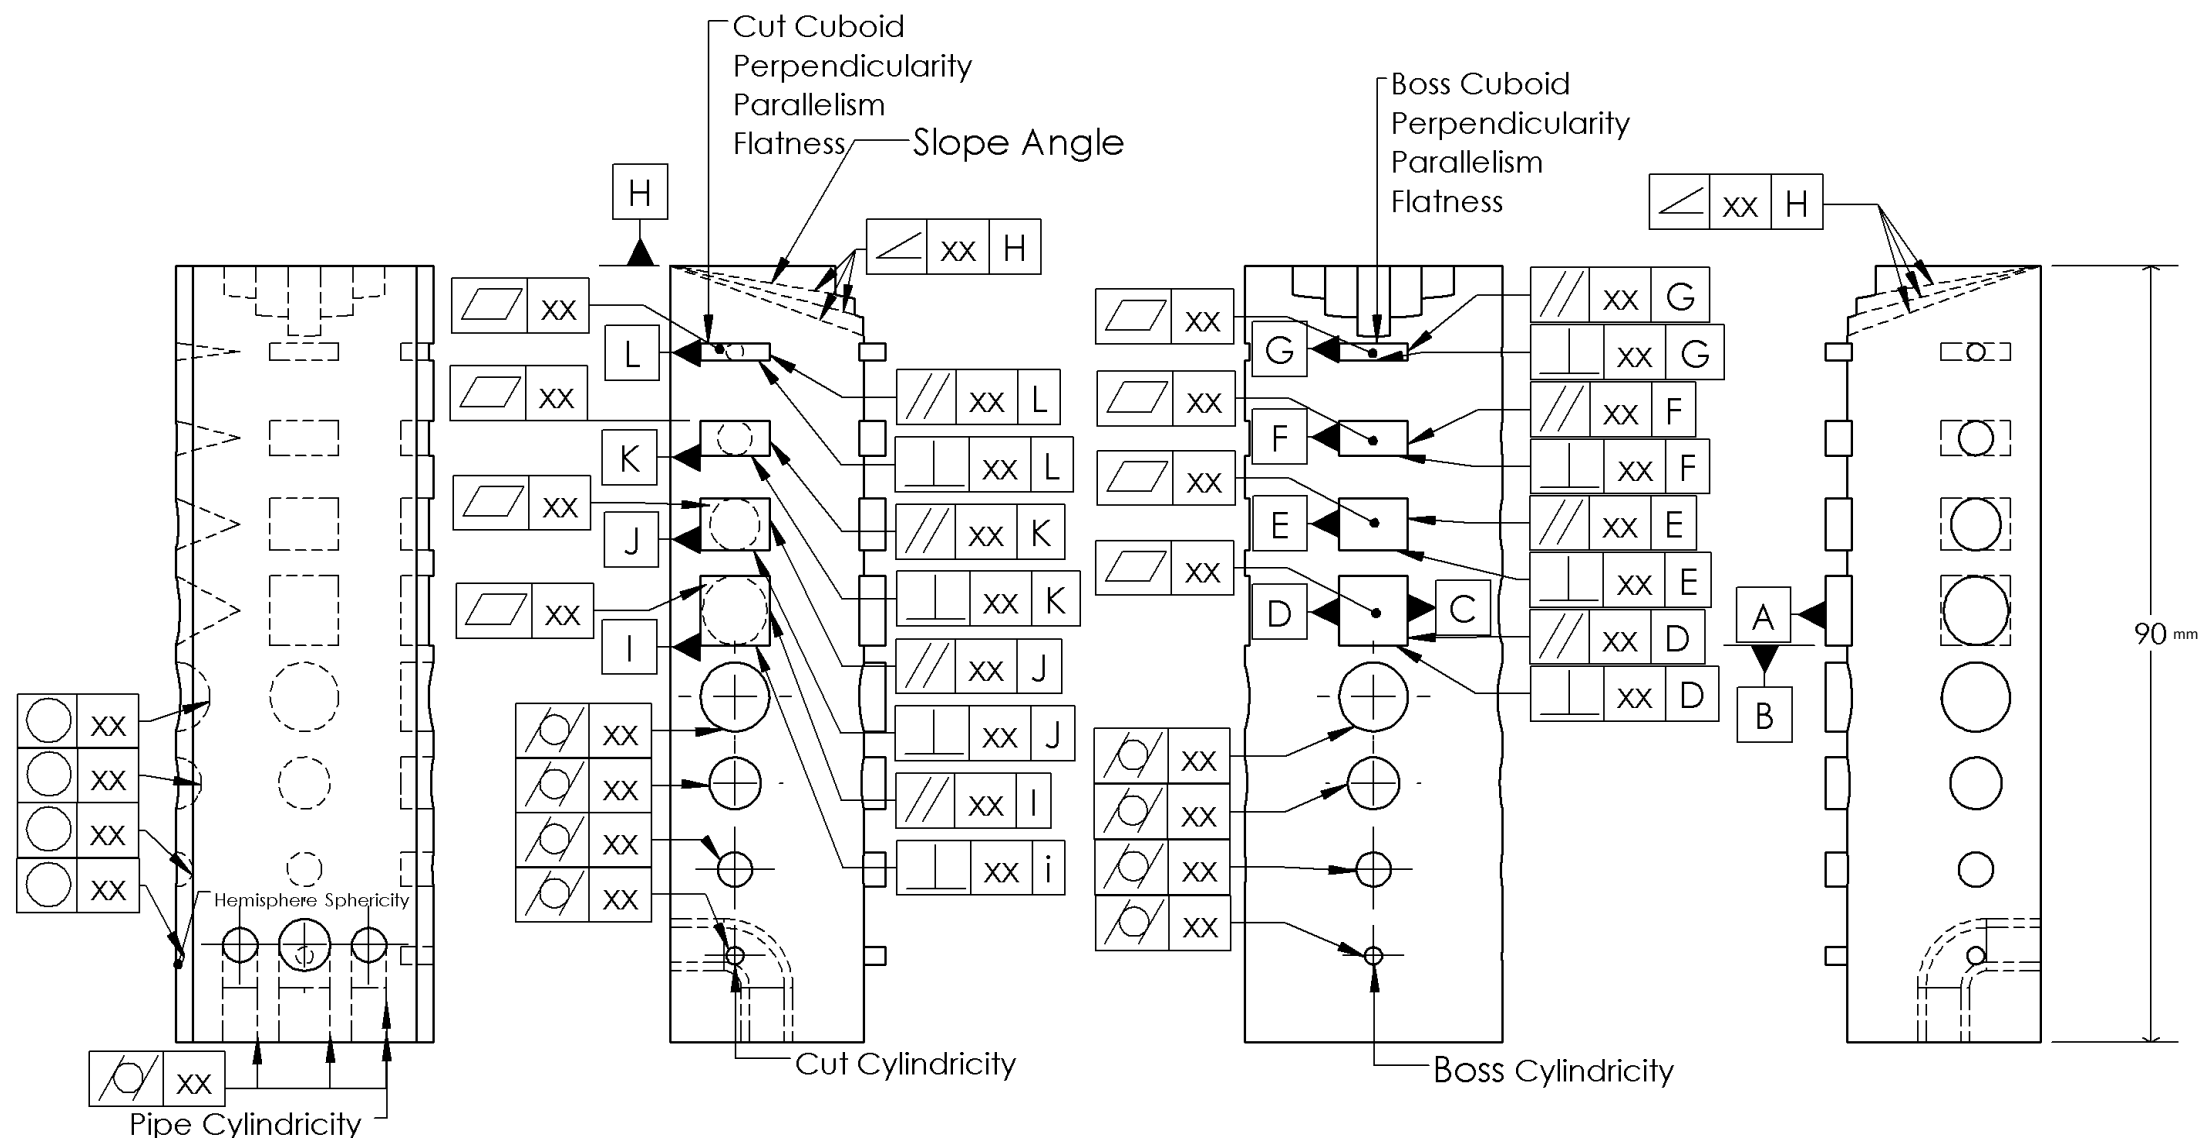 Cut Cuboid
Perpendicularity
Parallelism
Flatness
Slope Angle
Boss Cuboid
Perpendicularity
Parallelism
Flatness
H
xx H
xx H
xx
L
xx
K
xx
J
xx
I
xx L
xx L
xx K
xx K
xx J
xx J
xx I
xx i
xx
G
xx
F
xx
E
xx
D
C
xx G
xx G
xx F
xx F
xx E
xx E
xx D
xx D
A
B
90 mm
xx
xx
xx
xx
Hemisphere Sphericity
xx
xx
xx
xx
xx
xx
xx
xx
xx
Pipe Cylindricity
Cut Cylindricity
Boss Cylindricity